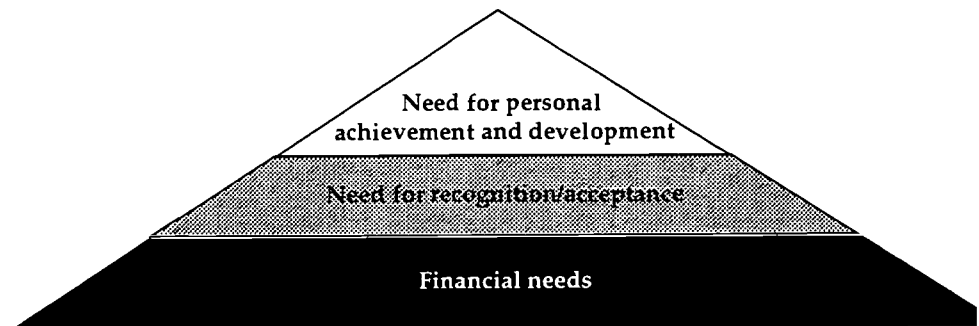 Need for personal
achievement and development
Need for recognition/acceptance
Financial needs